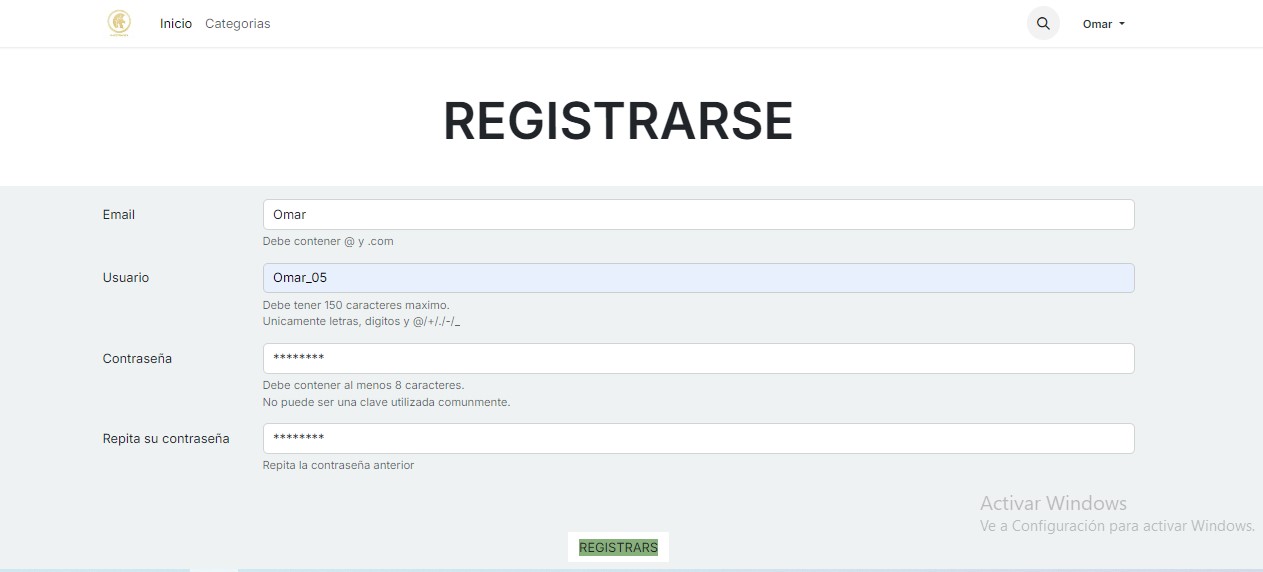 Inicio Categorias Omar
REGISTRARSE
Email Omar
Debe contener @ y .com
Usuario Omar_05
Debe tener 150 caracteres maximo.
Unicamente letras, digitos y @/+/./-/_
Contraseña ********
Debe contener al menos 8 caracteres.
No puede ser una clave utilizada comunmente.
Repita su contraseña ********
Repita la contraseña anterior
Activar Windows
Ve a Configuración para activar Windows.
REGISTRARS